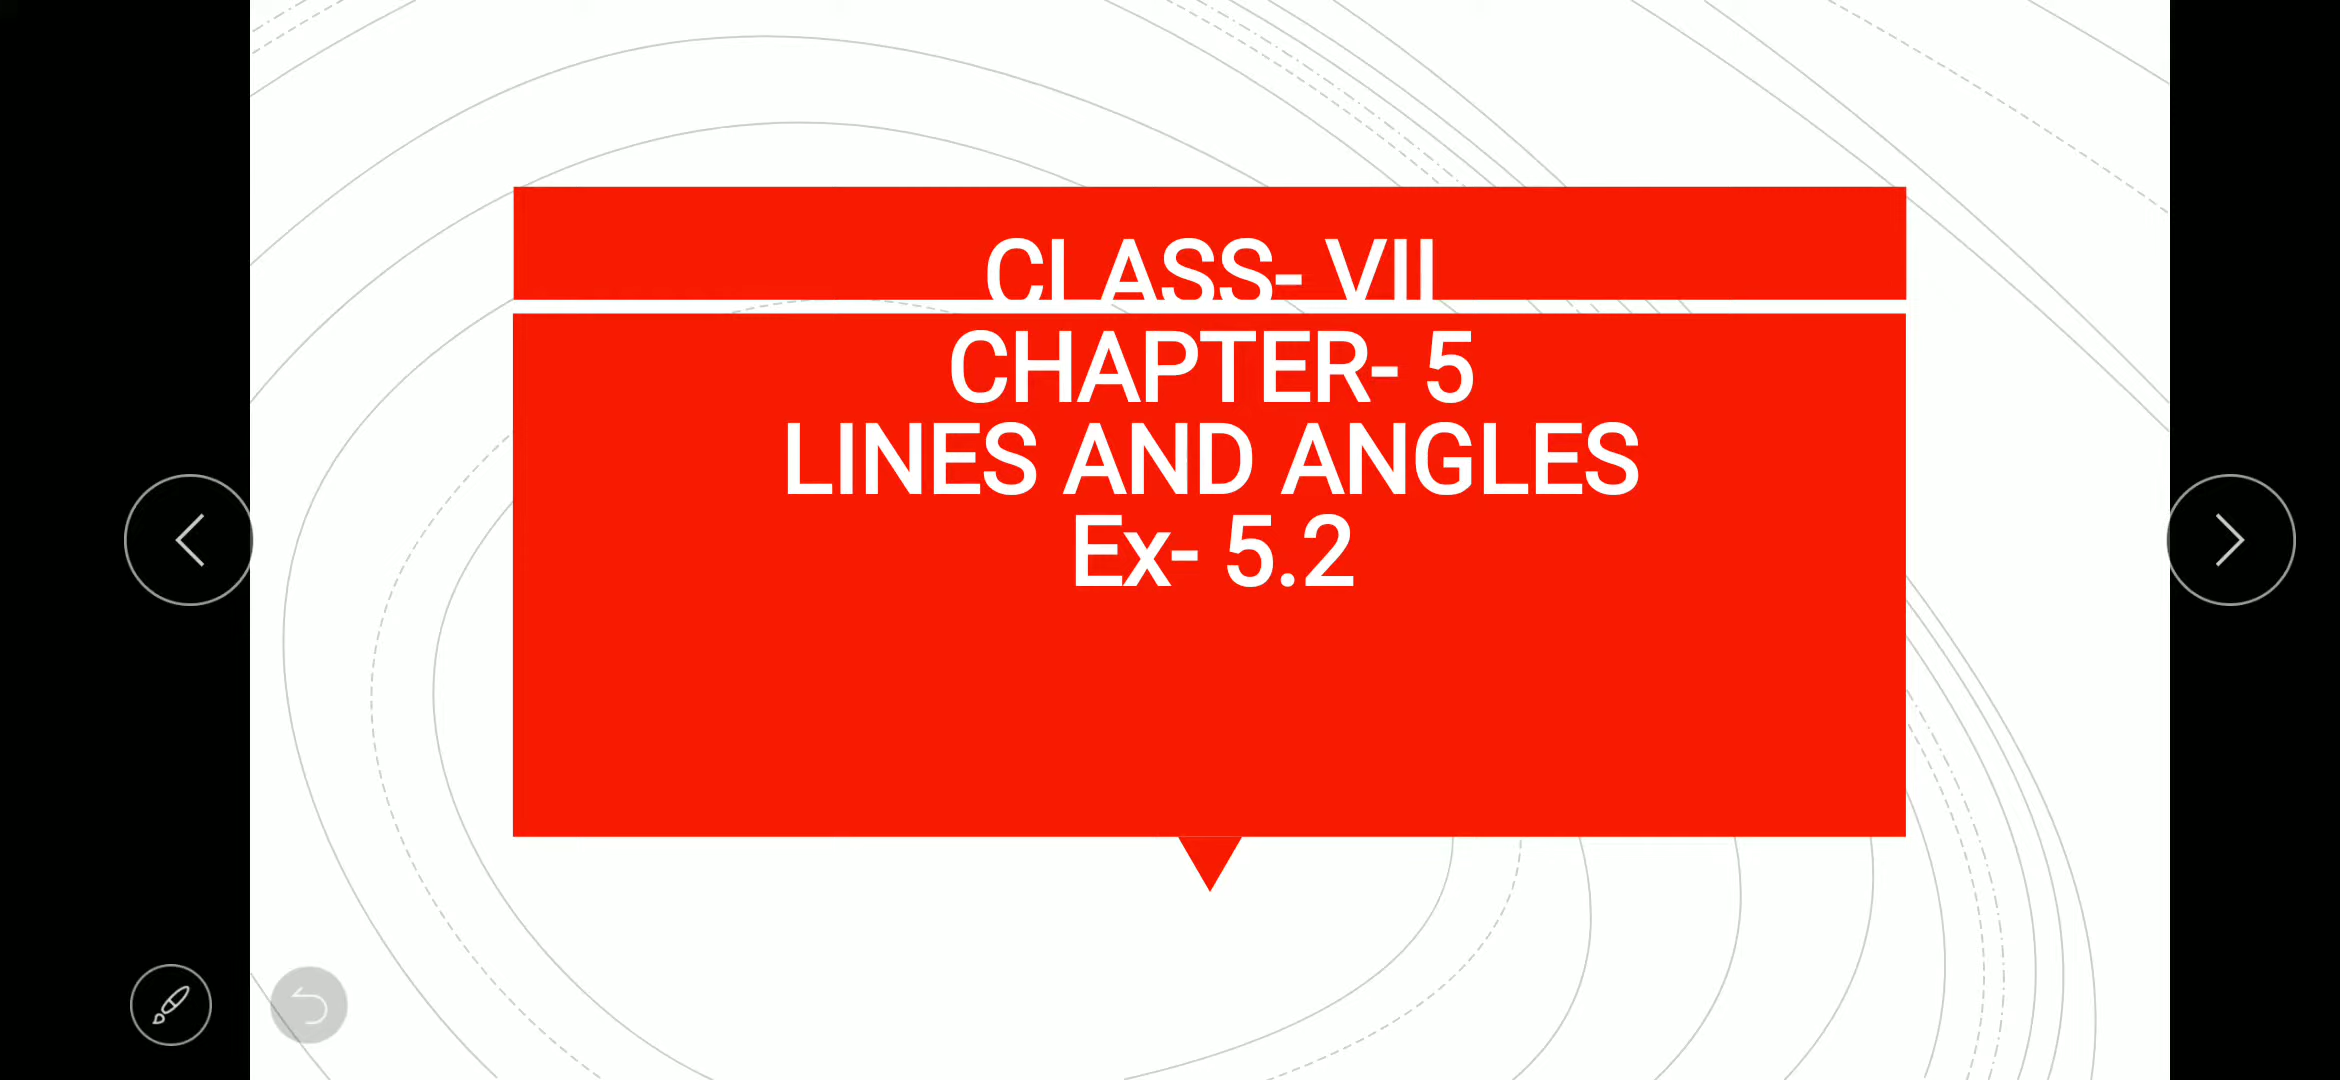 CLASS- VII
CHAPTER- 5
LINES AND ANGLES
Ex- 5.2